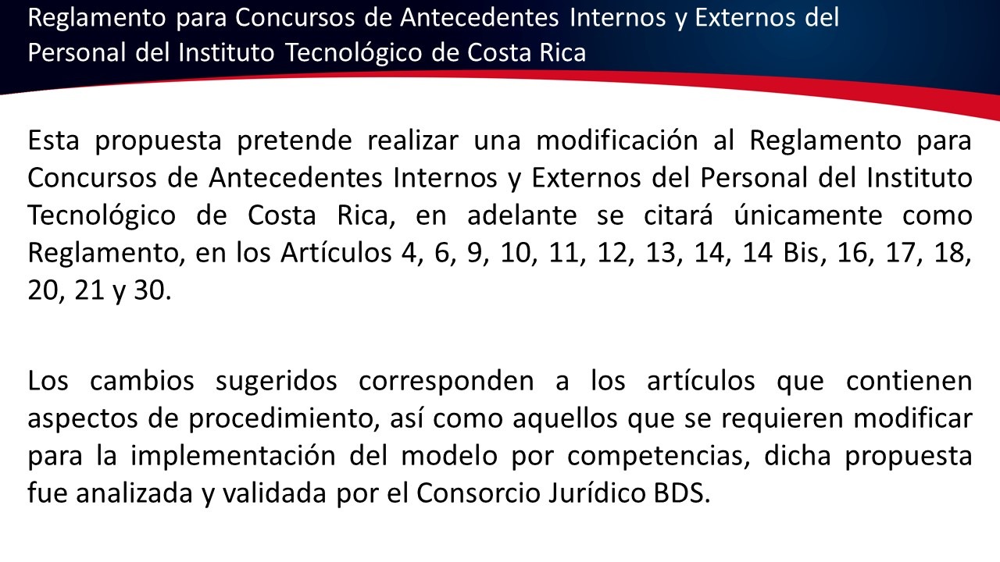 Reglamento para Concursos de Antecedentes Internos y Externos del
Personal del Instituto Tecnológico de Costa Rica
Esta propuesta pretende realizar una modificación al Reglamento para
Concursos de Antecedentes Internos y Externos del Personal del Instituto
Tecnológico de Costa Rica, en adelante se citará únicamente como
Reglamento, en los Artículos 4, 6, 9, 10, 11, 12, 13, 14, 14 Bis, 16, 17, 18,
20, 21 y 30.
Los cambios sugeridos corresponden a los artículos que contienen
aspectos de procedimiento, así como aquellos que se requieren modificar
para la implementación del modelo por competencias, dicha propuesta
fue analizada y validada por el Consorcio Jurídico BDS.